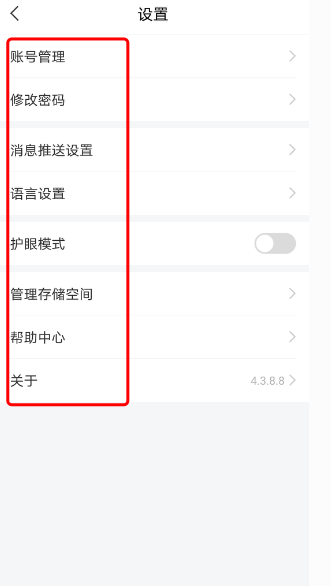 设置
账号管理
修改密码
消息推送设置
语言设置
护眼模式
管理存储空间
帮助中心
关于 4.3.8.8